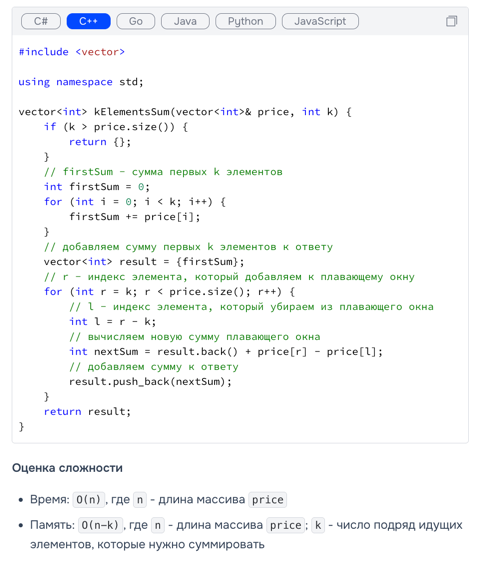 C#
C++
Go
Java
Python
JavaScript
#include <vector>
using namespace std;
vector<int> kElementsSum(vector<int>& price, int k) {
    if (k > price.size()) {
        return {};
    }
    // firstSum – сумма первых k элементов
    int firstSum = 0;
    for (int i = 0; i < k; i++) {
        firstSum += price[i];
    }
    // добавляем сумму первых k элементов к ответу
    vector<int> result = {firstSum};
    // r – индекс элемента, который добавляем к плавающему окну
    for (int r = k; r < price.size(); r++) {
        // l – индекс элемента, который убираем из плавающего окна
        int l = r - k;
        // вычисляем новую сумму плавающего окна
        int nextSum = result.back() + price[r] - price[l];
        // добавляем сумму к ответу
        result.push_back(nextSum);
    }
    return result;
}
Оценка сложности
• Время: O(n), где n - длина массива price
• Память: O(n−k), где n - длина массива price; k - число подряд идущих
элементов, которые нужно суммировать